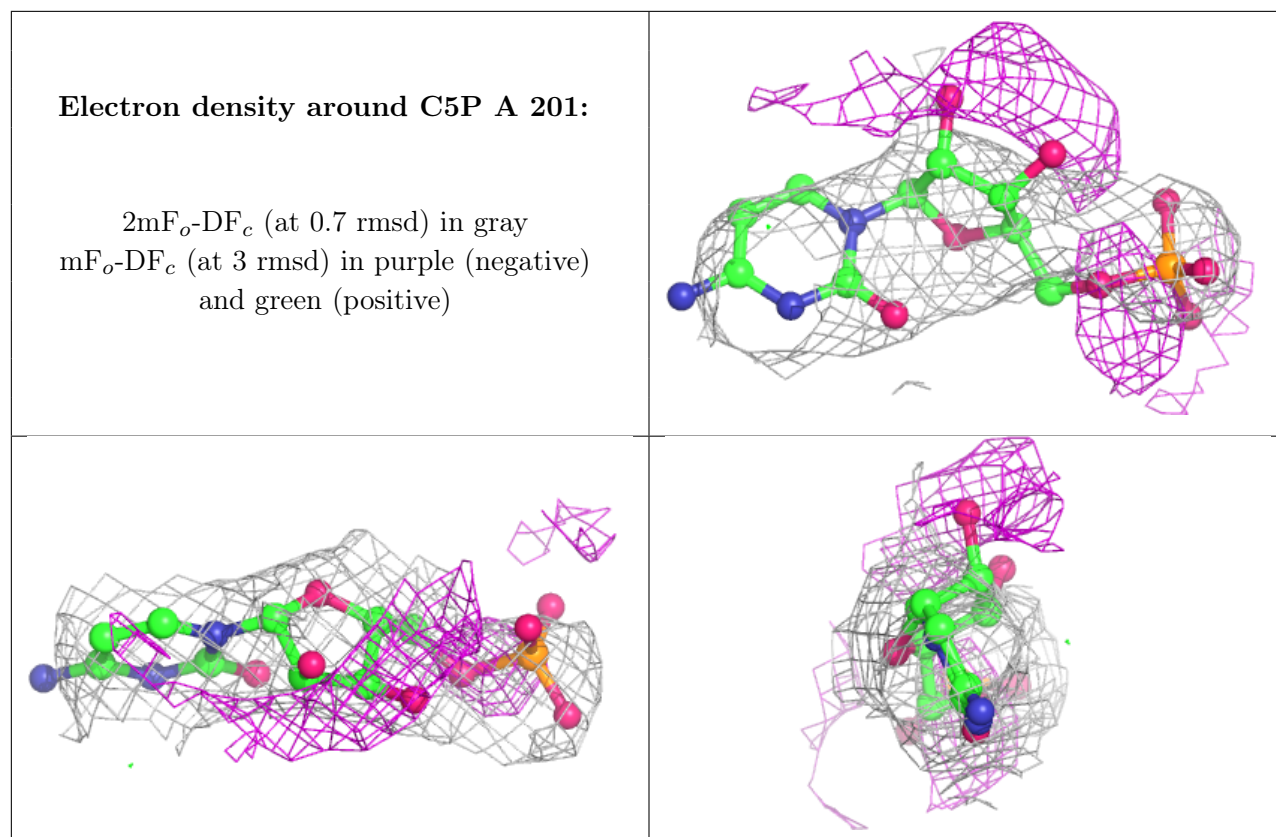 Electron density around C5P A 201:
2mFₒ-DF𝒸 (at 0.7 rmsd) in gray
mFₒ-DF𝒸 (at 3 rmsd) in purple (negative)
and green (positive)